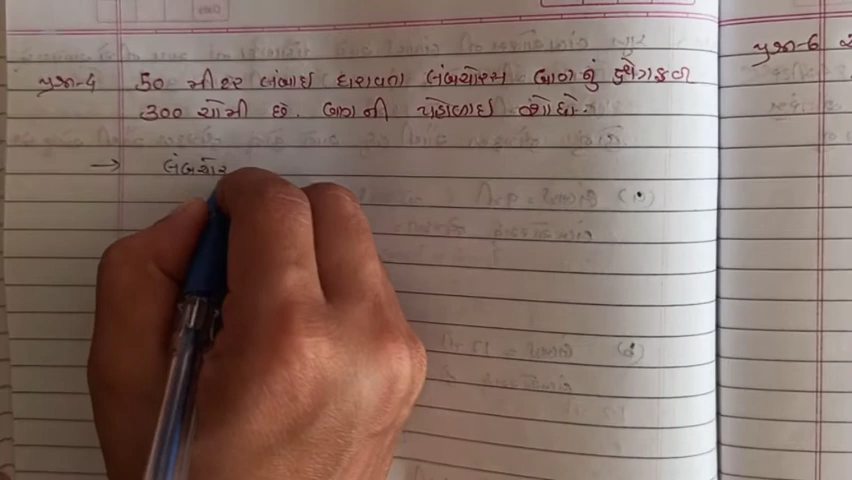 પ્રશ્ન-4 50 મીટર લંબાઈ ધરાવતા લંબચોરસ બાગનું ક્ષેત્રફળ
300 ચોમી છે. બાગની પહોળાઈ શોધો.
→ લંબચોર
પ્રશ્ન-6